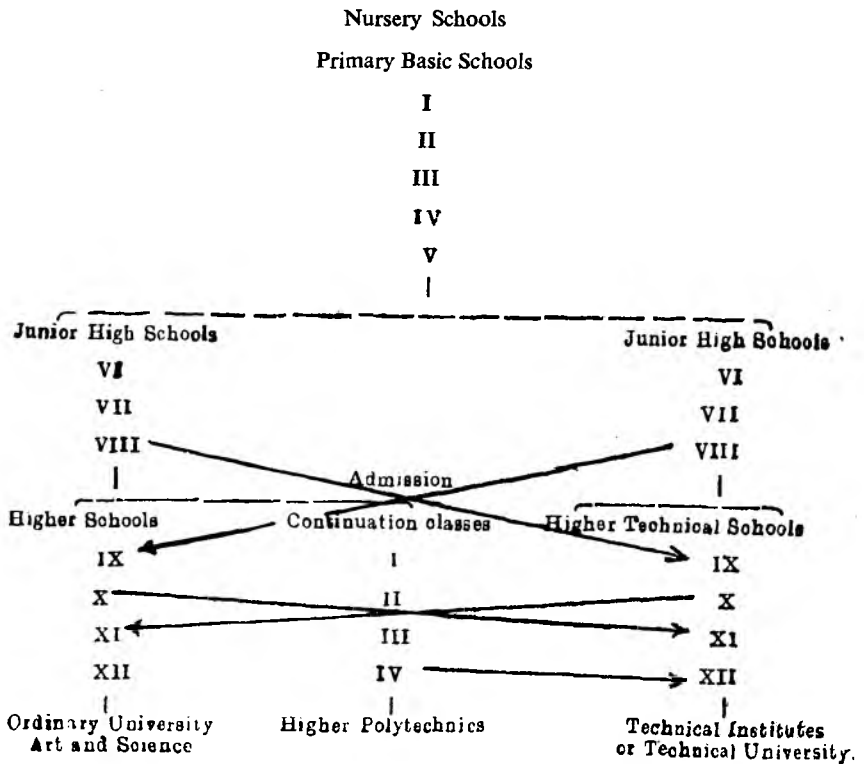 Nursery Schools
Primary Basic Schools
I
II
III
IV
V
Junior High Schools Junior High Schools
VI VI
VII VII
VIII VIII
Admission
Higher Schools Continuation classes Higher Technical Schools
IX I IX
X II X
XI III XI
XII IV XII
Ordinary University Higher Polytechnics Technical Institutes
Art and Science or Technical University.